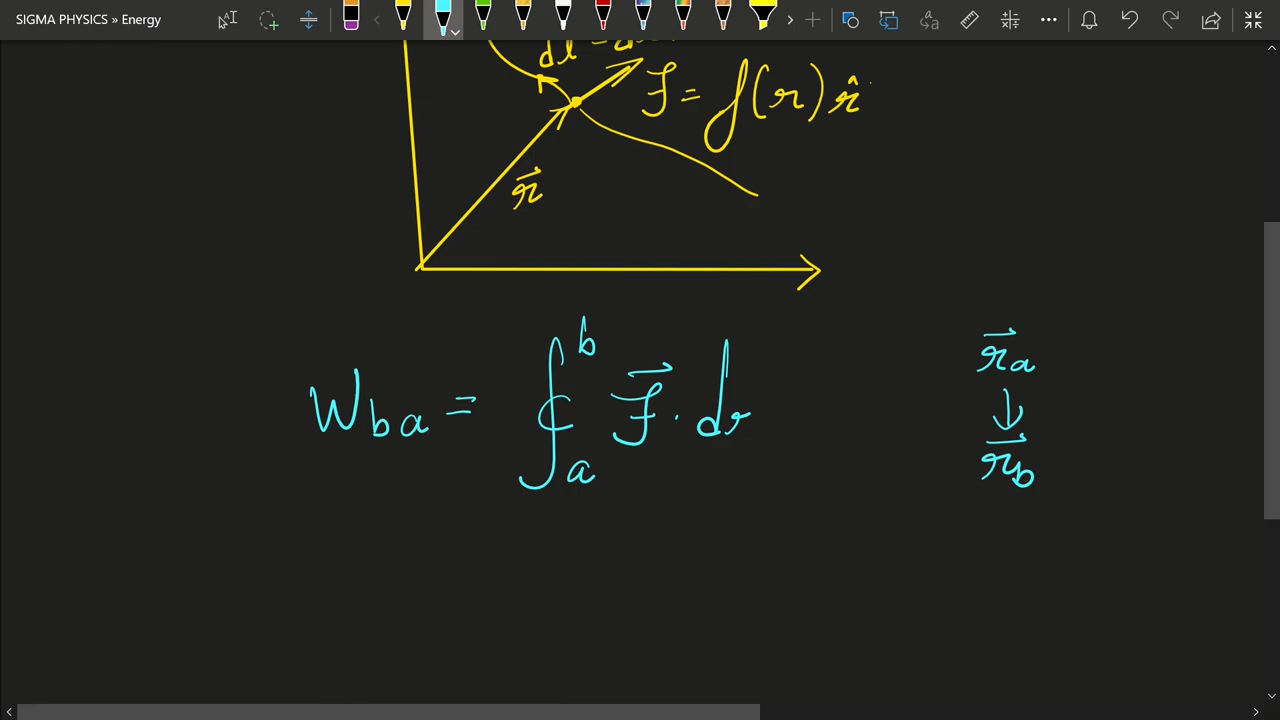 SIGMA PHYSICS » Energy
F = f(r) r̂
r⃗
W_ba = ∮_a^b F⃗ · dr
r⃗_a
↓
r⃗_b